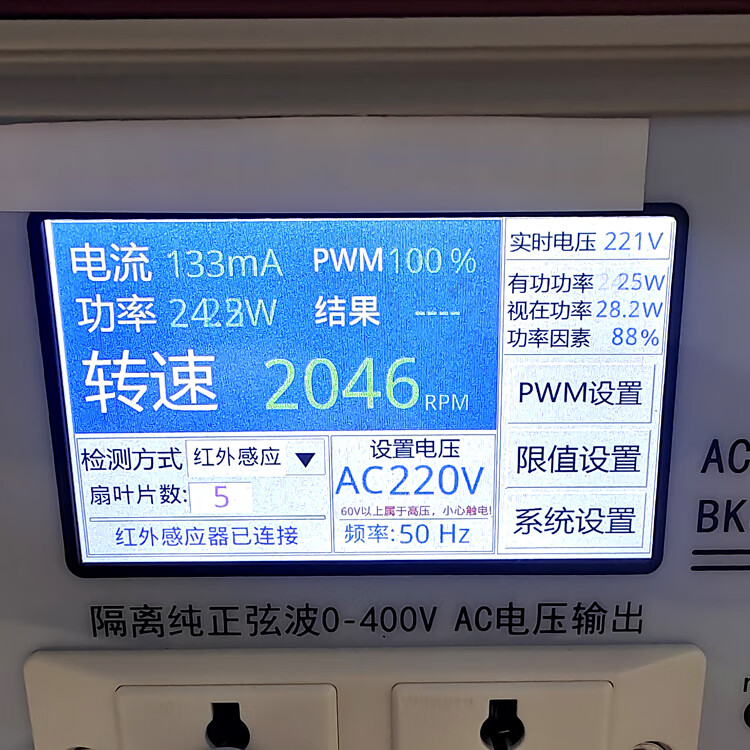 电流 133mA PWM 100 %
功率 结果 ----
转速 2046 RPM
实时电压 221V
有功功率 25W
视在功率 28.2W
功率因素 88%
PWM设置
限值设置
系统设置
检测方式 红外感应 ▼
扇叶片数: 5
红外感应器已连接
设置电压
AC220V
60V以上属于高压，小心触电!
频率: 50 Hz
AC
BK
隔离纯正弦波0-400V AC电压输出